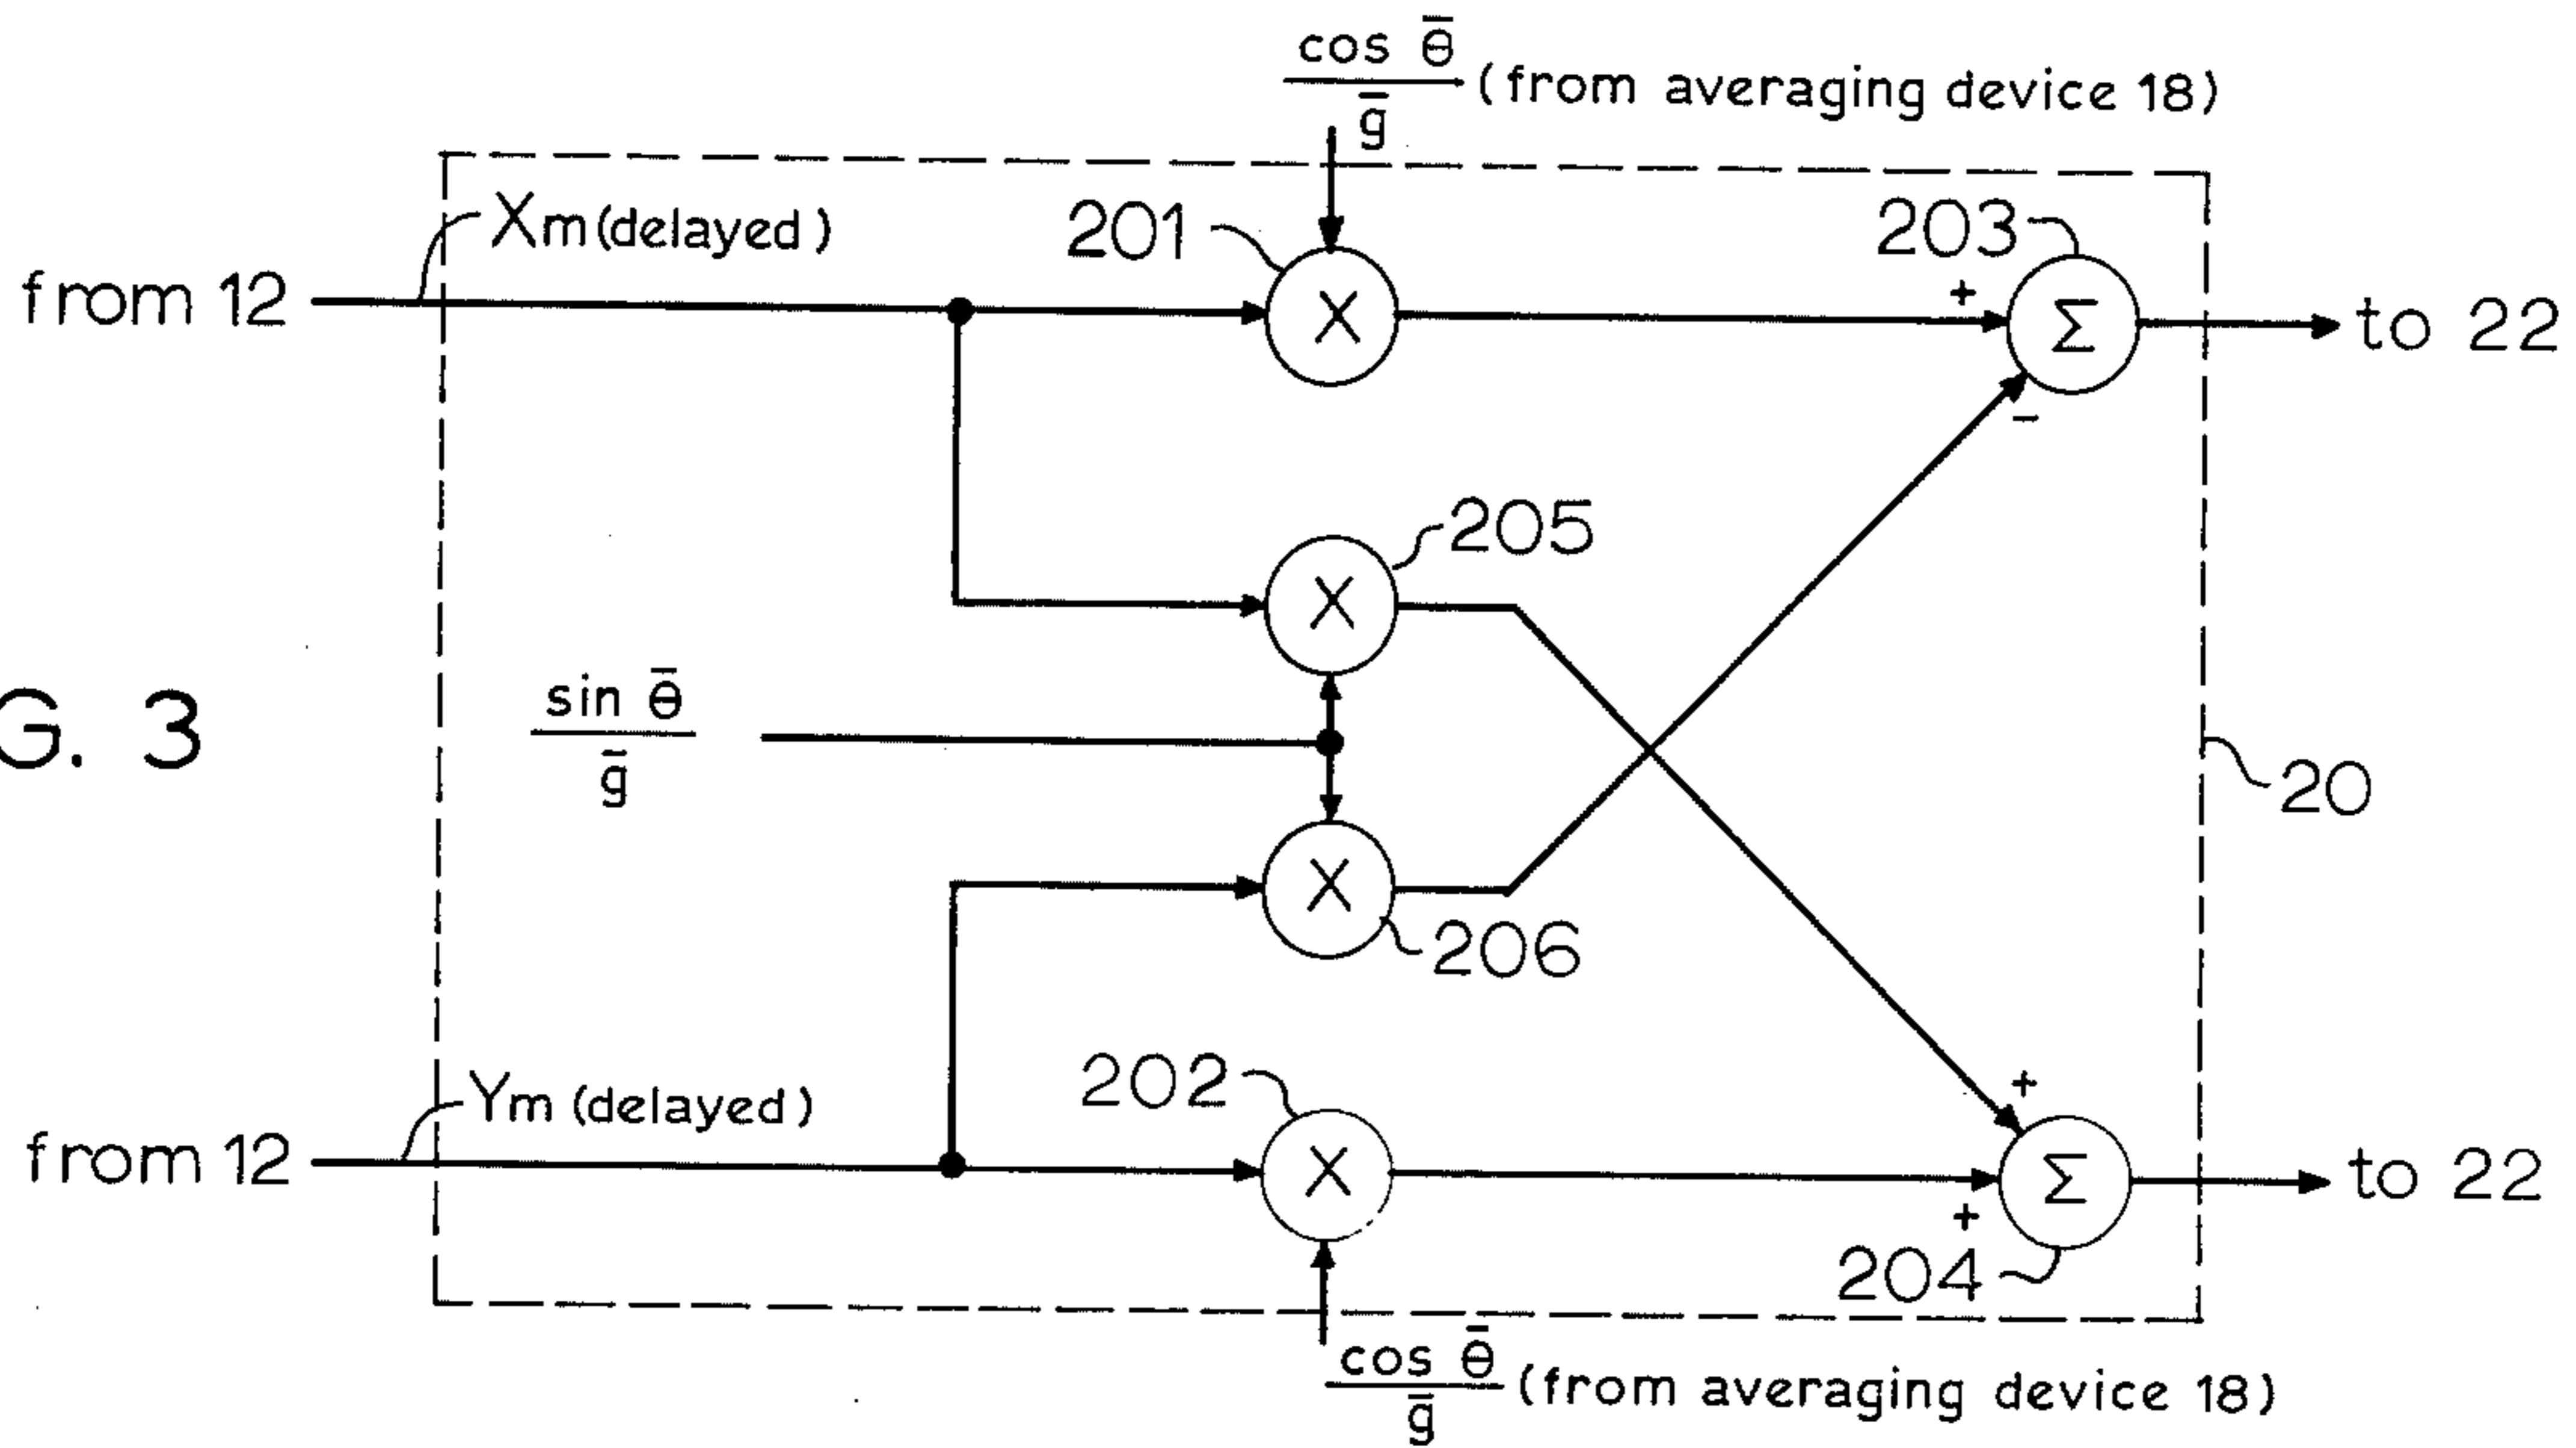 cos θ̅
g̅
(from averaging device 18)
Xm (delayed)
201
203
from 12
X
+
Σ
to 22
-
205
X
G. 3
sin θ̅
g̅
20
X
206
Ym (delayed)
202
+
from 12
X
+
Σ
to 22
204
cos θ̅
g̅
(from averaging device 18)